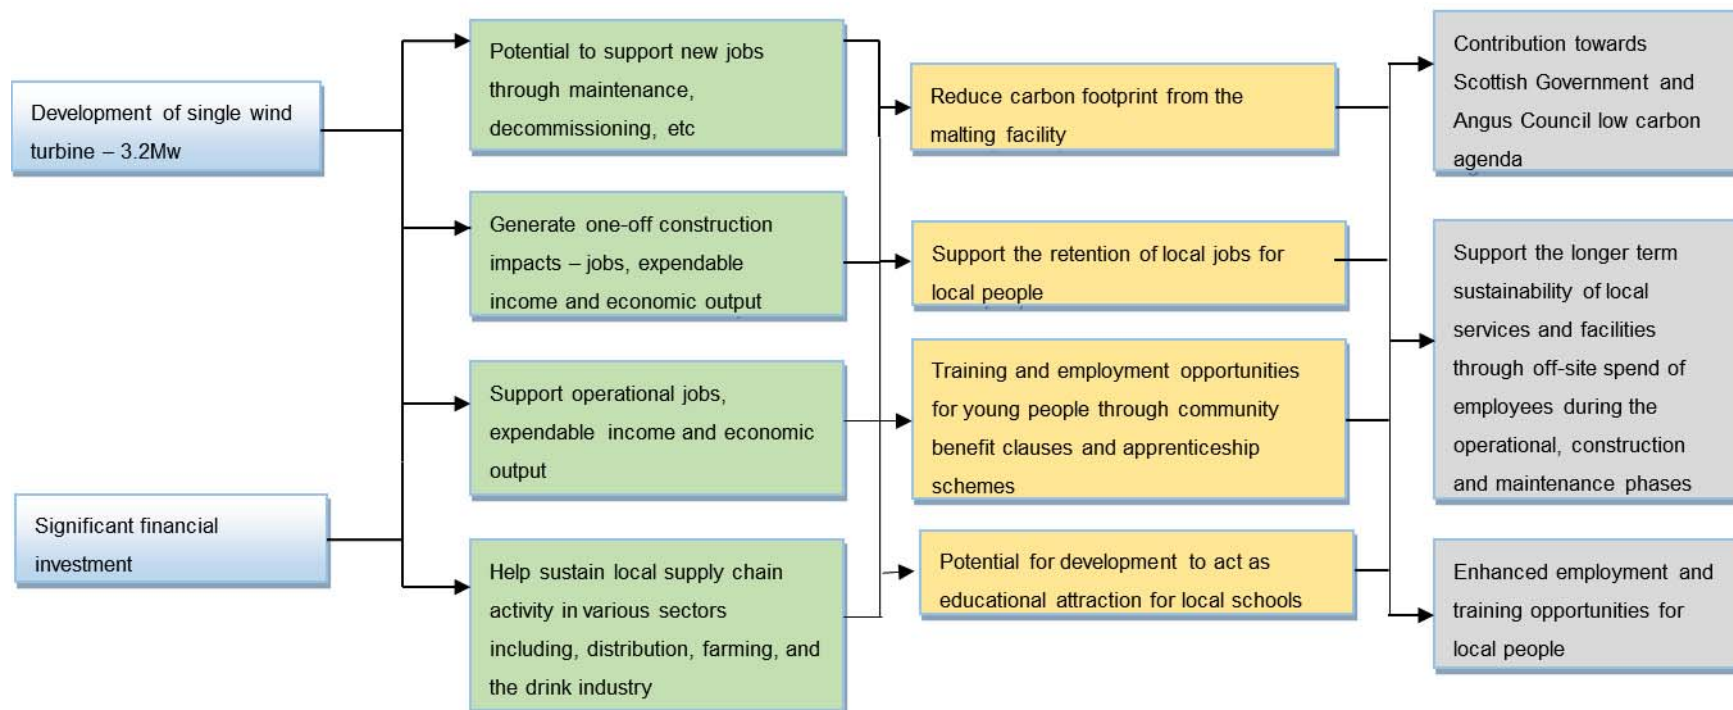 Development of single wind
turbine – 3.2Mw
Significant financial
investment
Potential to support new jobs
through maintenance,
decommissioning, etc
Generate one-off construction
impacts – jobs, expendable
income and economic output
Support operational jobs,
expendable income and economic
output
Help sustain local supply chain
activity in various sectors
including, distribution, farming, and
the drink industry
Reduce carbon footprint from the
malting facility
Support the retention of local jobs for
local people
Training and employment opportunities
for young people through community
benefit clauses and apprenticeship
schemes
Potential for development to act as
educational attraction for local schools
Contribution towards
Scottish Government and
Angus Council low carbon
agenda
Support the longer term
sustainability of local
services and facilities
through off-site spend of
employees during the
operational, construction
and maintenance phases
Enhanced employment and
training opportunities for
local people